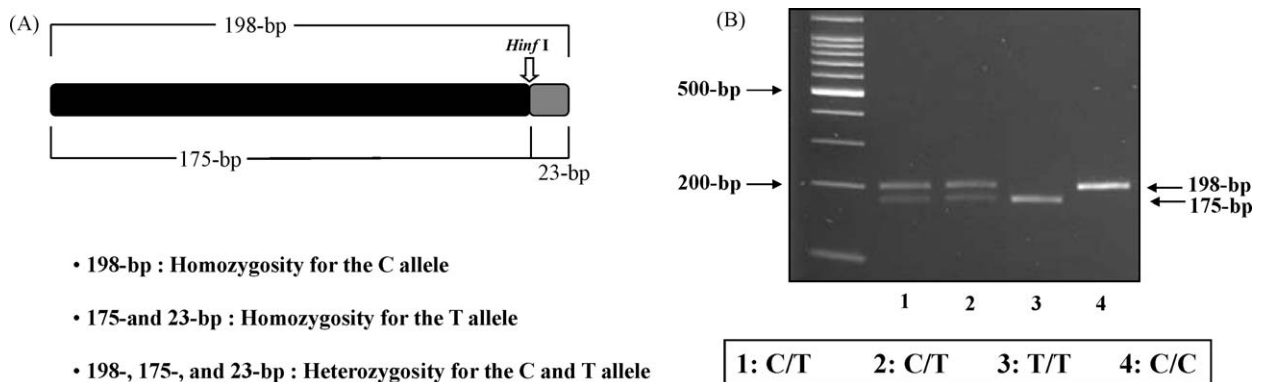 (A)
198-bp
Hinf I
175-bp
23-bp
• 198-bp : Homozygosity for the C allele
• 175-and 23-bp : Homozygosity for the T allele
• 198-, 175-, and 23-bp : Heterozygosity for the C and T allele
(B)
500-bp
200-bp
198-bp
175-bp
1 2 3 4
1: C/T 2: C/T 3: T/T 4: C/C